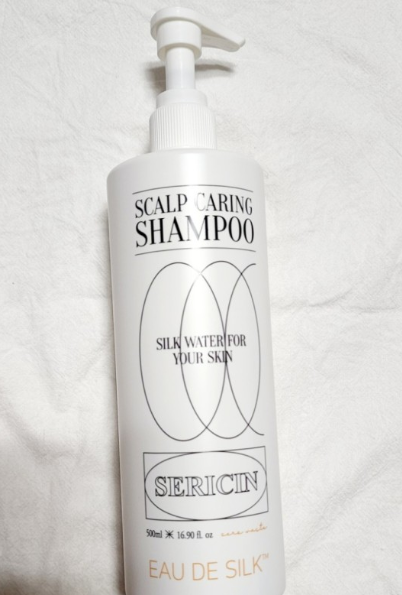 SCALP CARING
SHAMPOO
SILK WATER FOR
YOUR SKIN
SERICIN
500ml ✻ 16.90 fl. oz
EAU DE SILK™